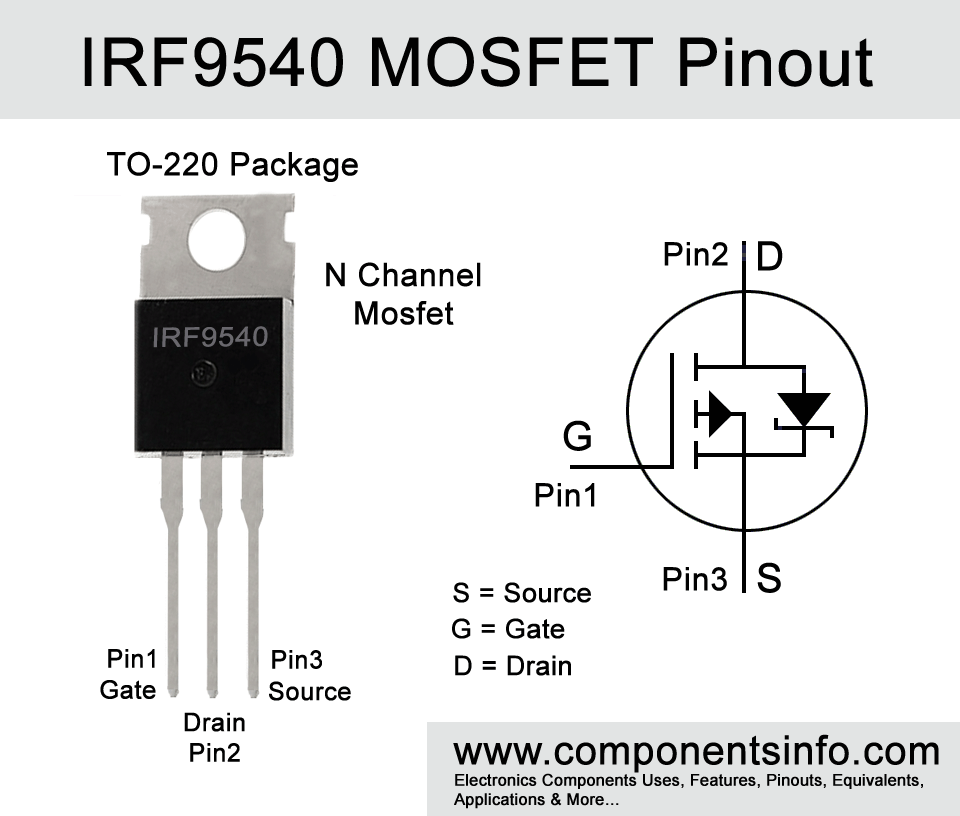 IRF9540 MOSFET Pinout
TO-220 Package
N Channel
Mosfet
IRF9540
Pin1
Gate
Drain
Pin2
Pin3
Source
Pin2 D
G
Pin1
Pin3 S
S = Source
G = Gate
D = Drain
www.componentsinfo.com
Electronics Components Uses, Features, Pinouts, Equivalents,
Applications & More...